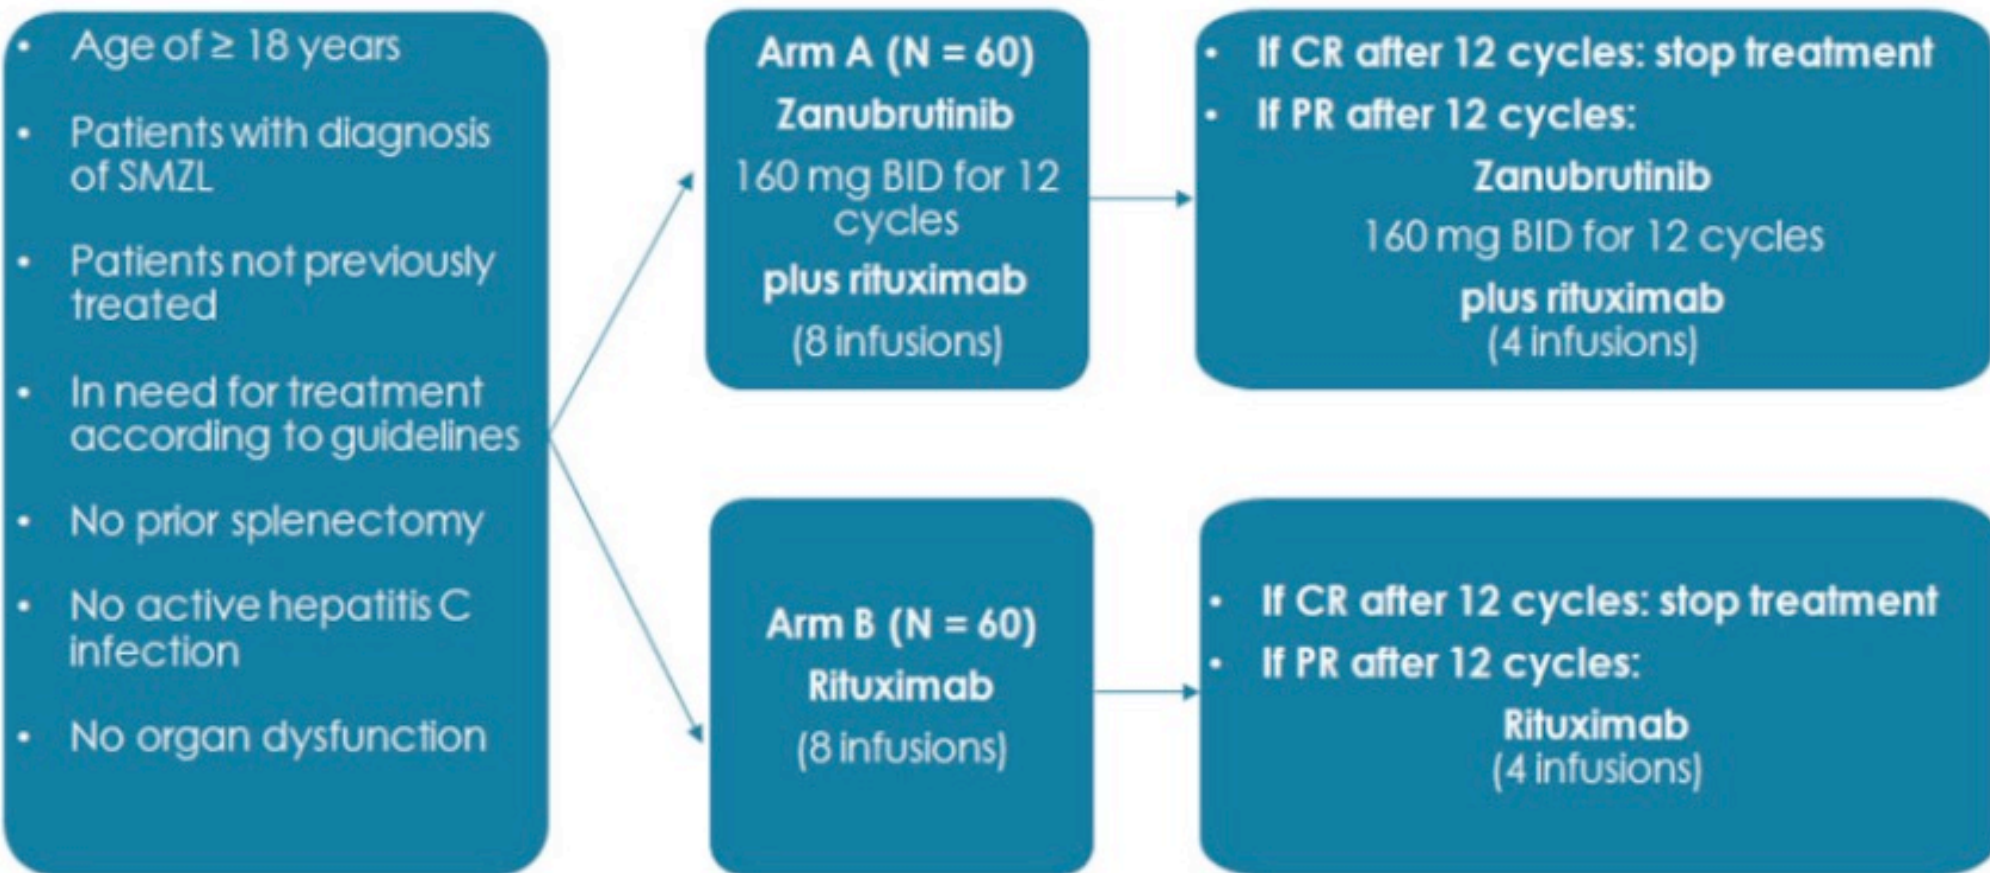 • Age of ≥ 18 years
• Patients with diagnosis
of SMZL
• Patients not previously
treated
• In need for treatment
according to guidelines
• No prior splenectomy
• No active hepatitis C
infection
• No organ dysfunction
Arm A (N = 60)
Zanubrutinib
160 mg BID for 12
cycles
plus rituximab
(8 infusions)
• If CR after 12 cycles: stop treatment
• If PR after 12 cycles:
Zanubrutinib
160 mg BID for 12 cycles
plus rituximab
(4 infusions)
Arm B (N = 60)
Rituximab
(8 infusions)
• If CR after 12 cycles: stop treatment
• If PR after 12 cycles:
Rituximab
(4 infusions)